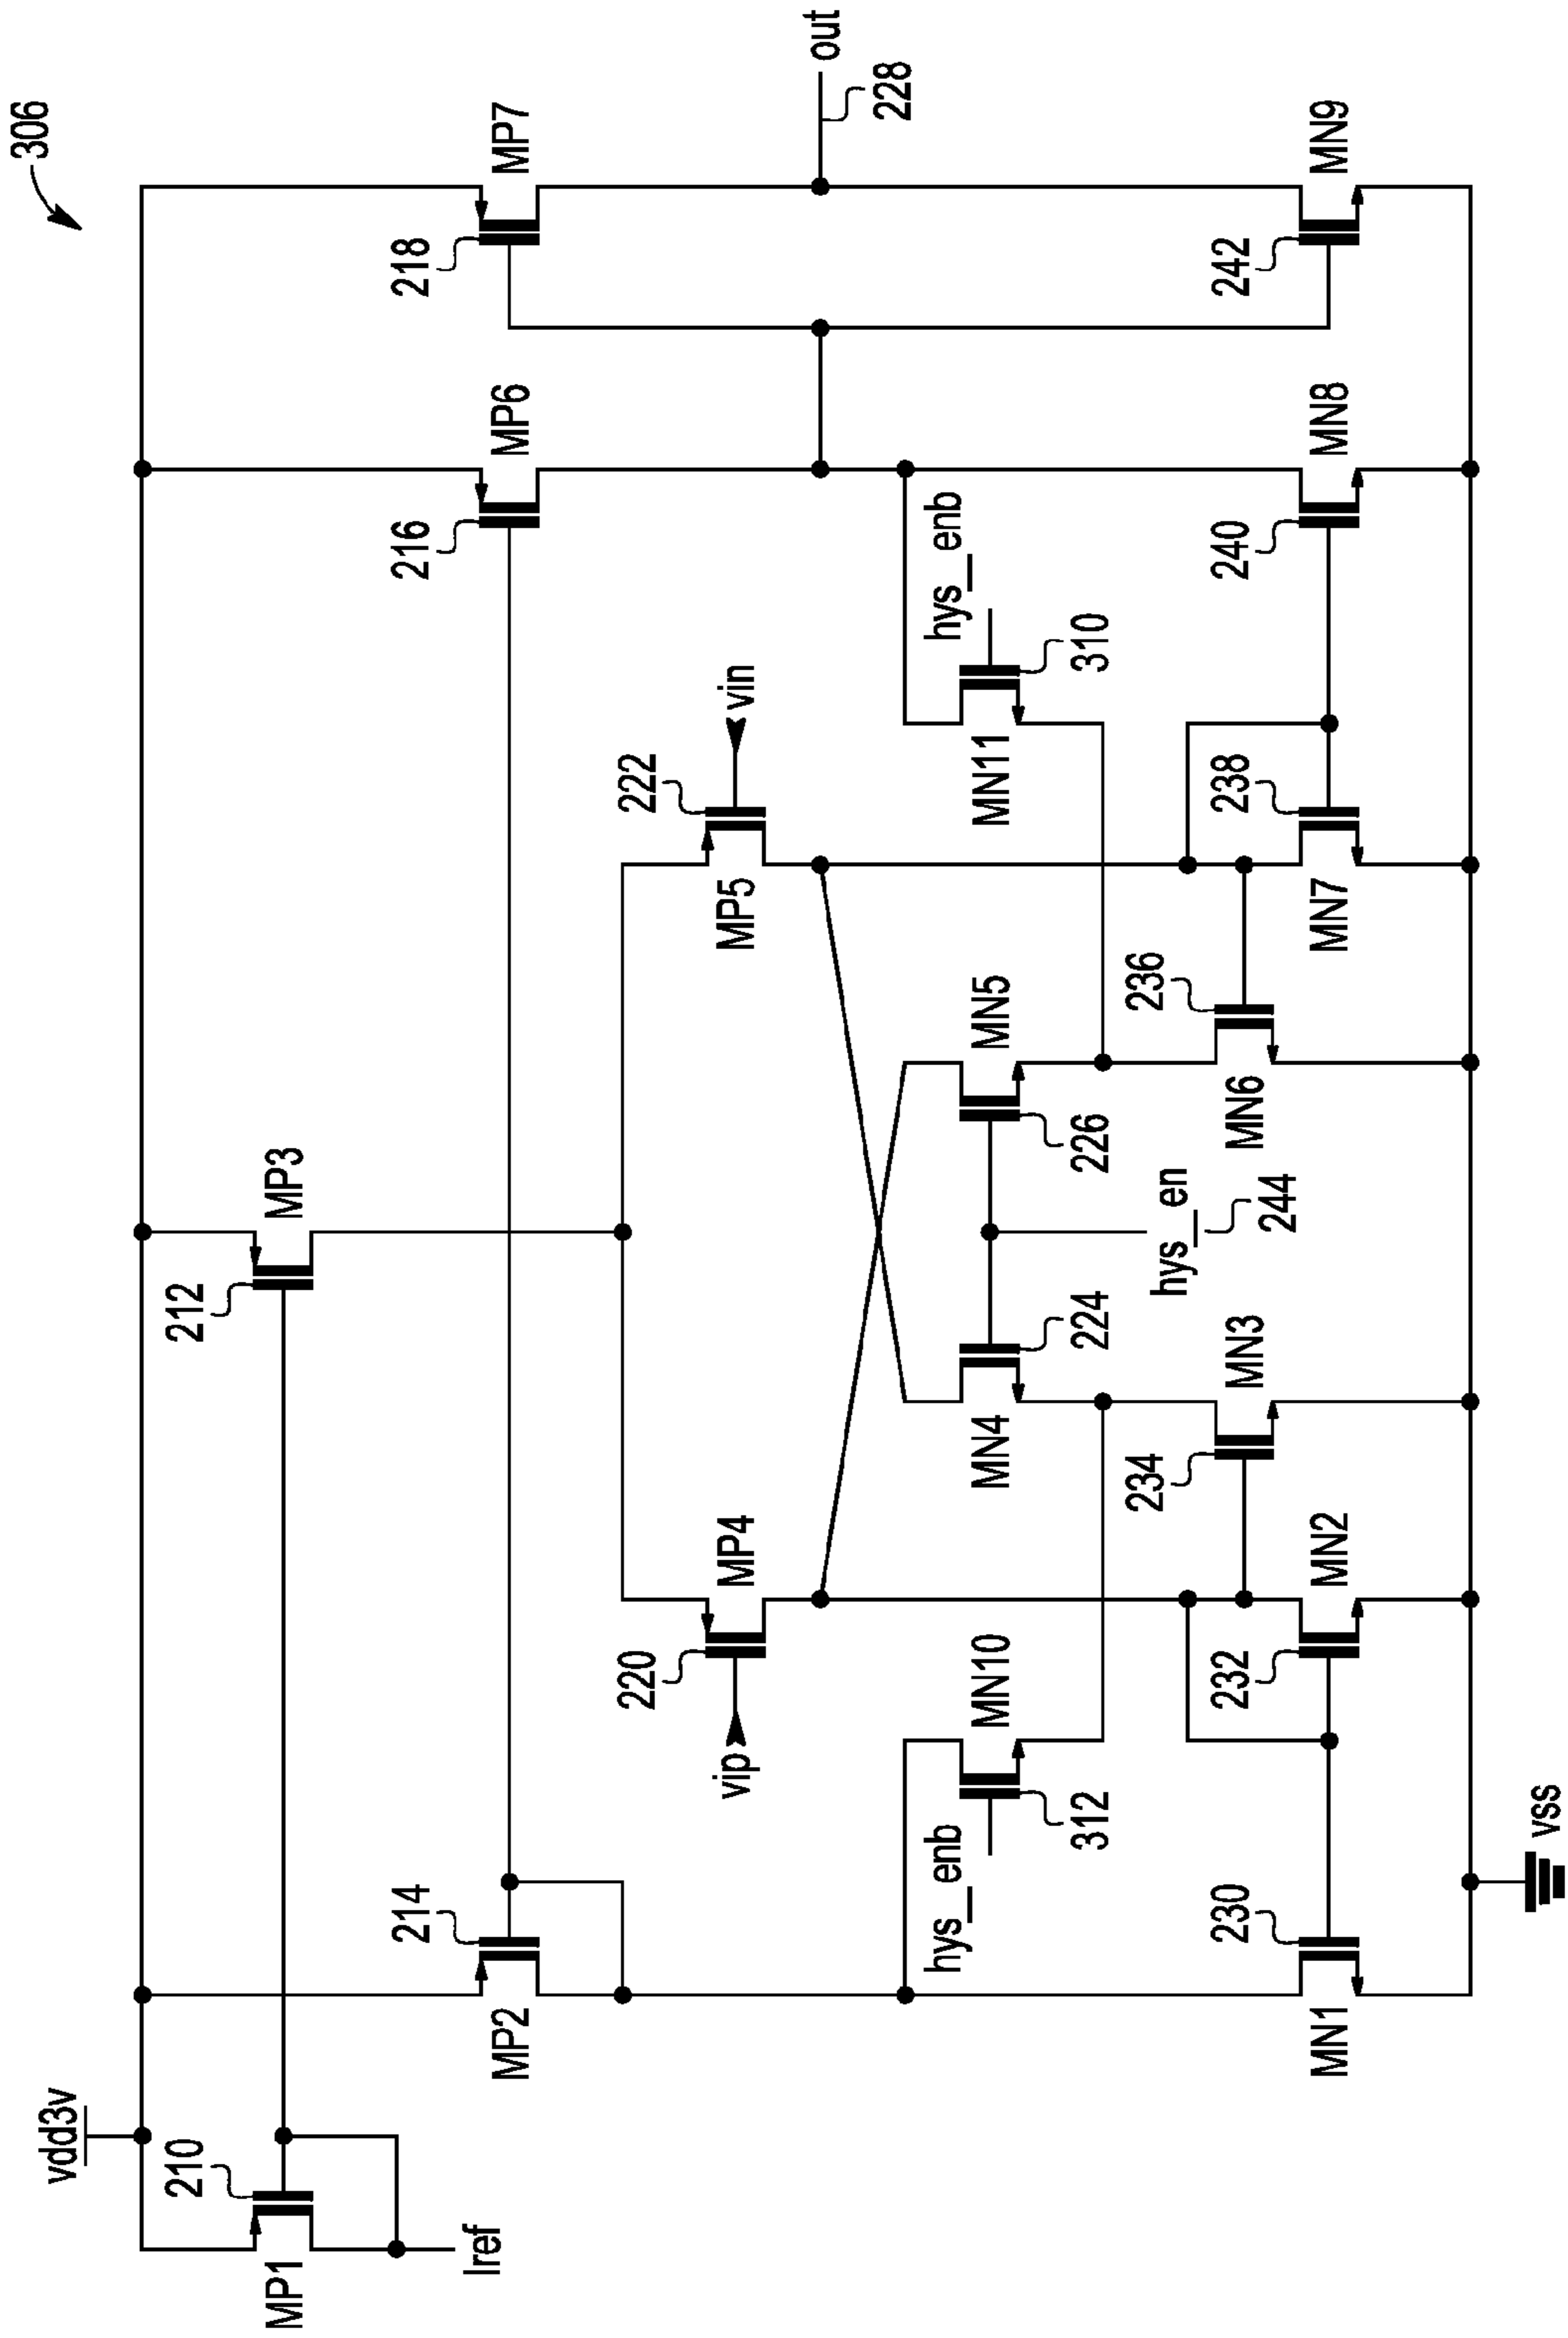 306
vdd3v
210
MP1
Iref
212
MP3
214
MP2
216
MP6
218
MP7
out
228
vip
220
MP4
222
MP5
vin
hys_enb
312
MN10
MN4
224
hys_en
244
226
MN5
MN11
310
hys_enb
234
MN3
236
MN6
230
MN1
232
MN2
238
MN7
240
MN8
242
MN9
vss